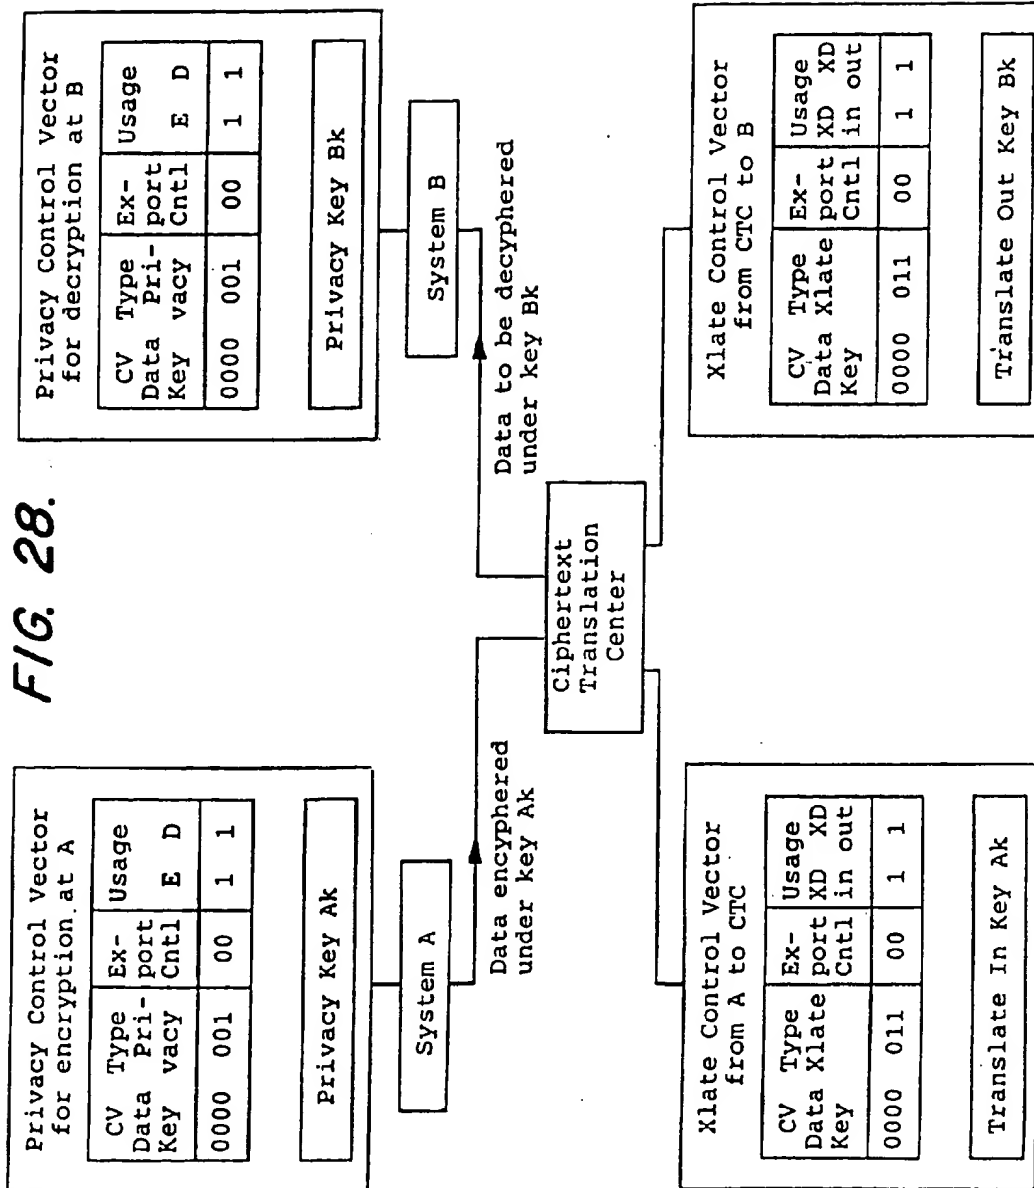 FIG. 28.
Privacy Control Vector
for encryption at A
CV Type
Data Pri-
Key vacy
Ex-
port
Cntl
Usage
E D
0000 001
00
1 1
Privacy Key Ak
System A
Data encyphered
under key Ak
Privacy Control Vector
for decryption at B
CV Type
Data Pri-
Key vacy
Ex-
port
Cntl
Usage
E D
0000 001
00
1 1
Privacy Key Bk
System B
Data to be decyphered
under key Bk
Ciphertext
Translation
Center
Xlate Control Vector
from A to CTC
CV Type
Data Xlate
Key
Ex-
port
Cntl
Usage
XD XD
in out
0000 011
00
1 1
Translate In Key Ak
Xlate Control Vector
from CTC to B
CV Type
Data Xlate
Key
Ex-
port
Cntl
Usage
XD XD
in out
0000 011
00
1 1
Translate Out Key Bk